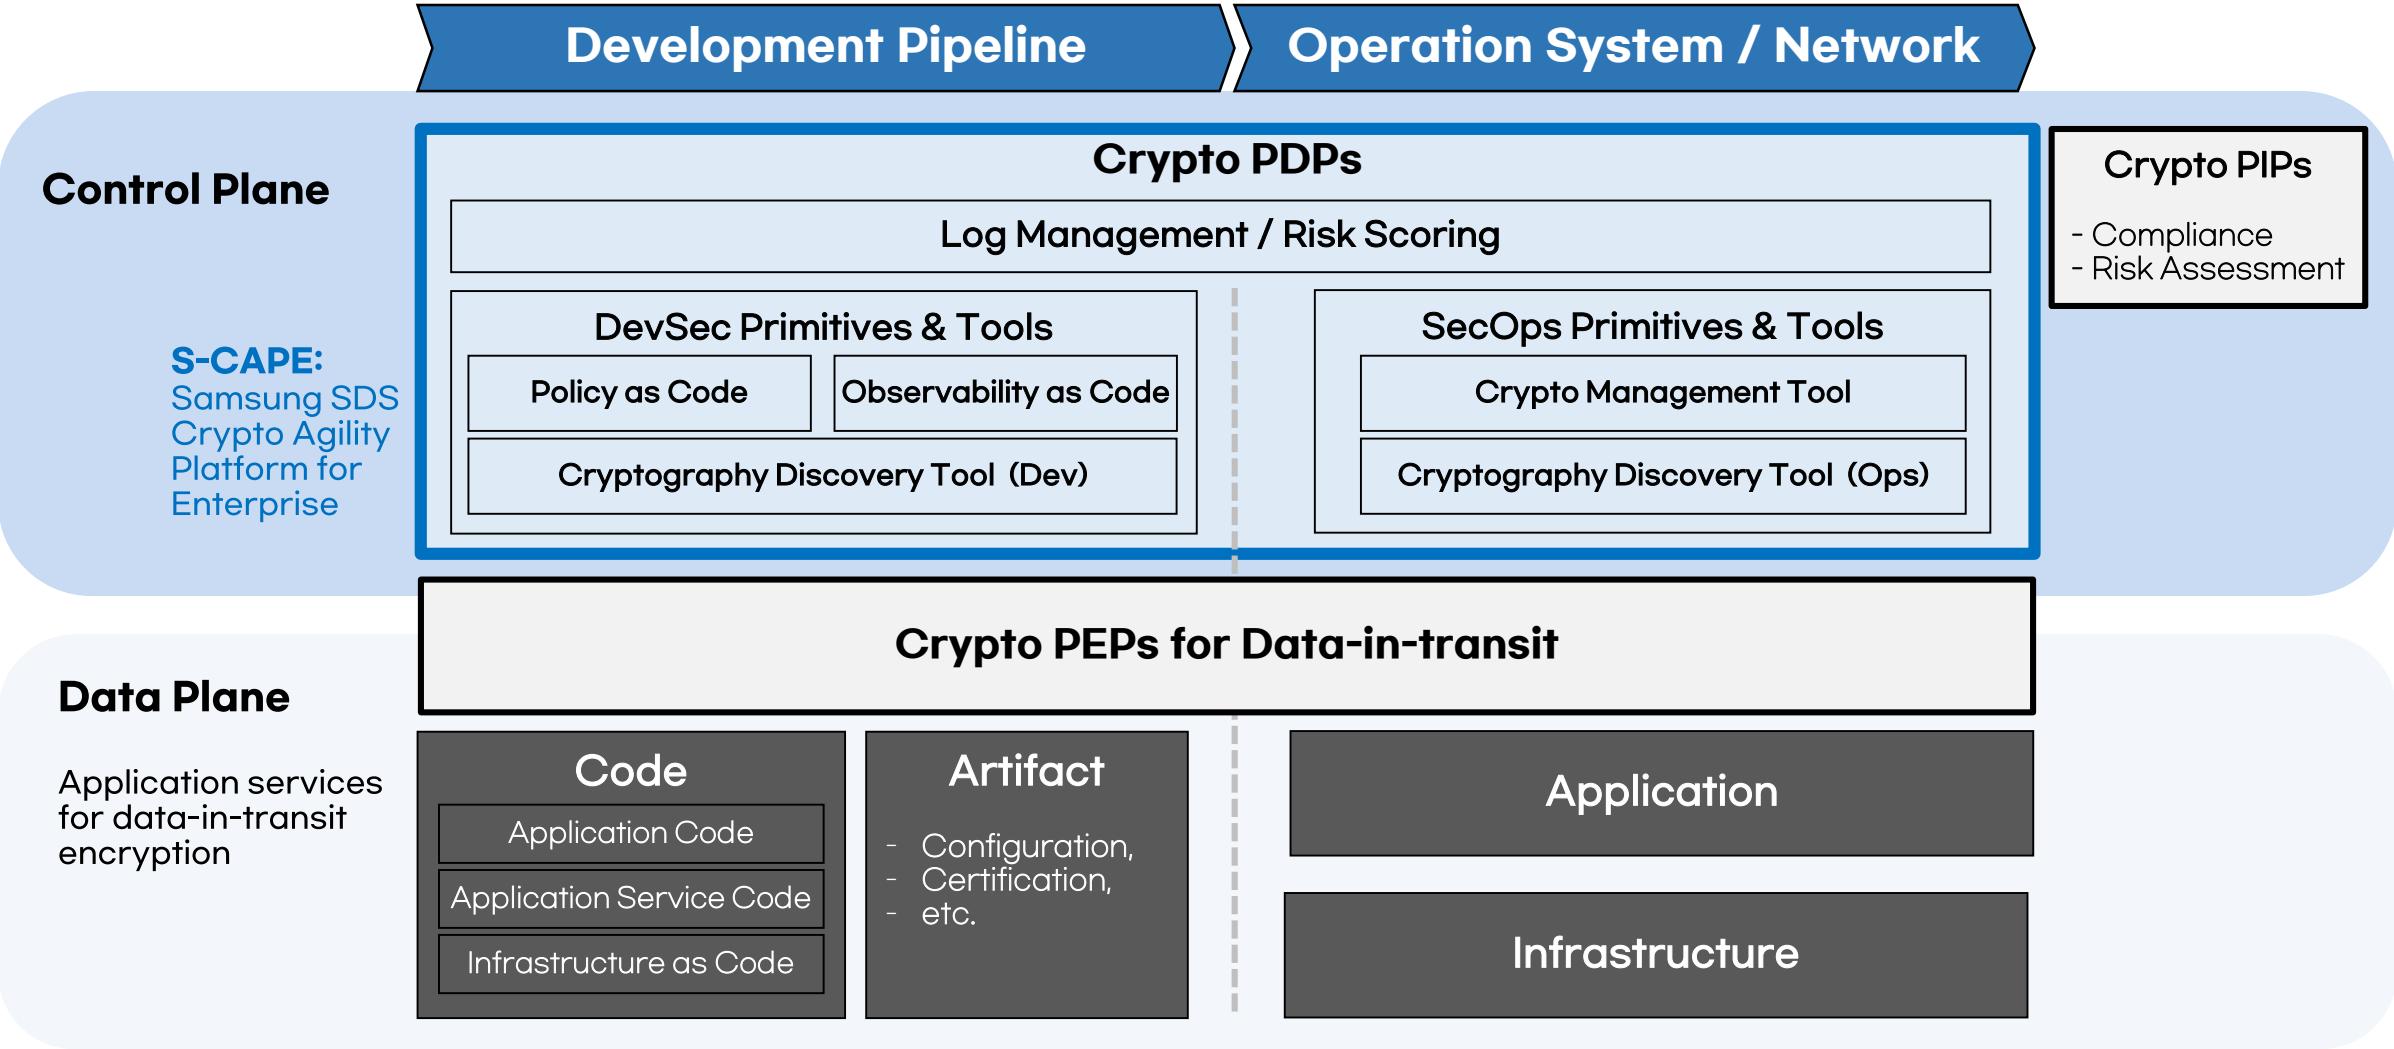 Development Pipeline
Operation System / Network
Control Plane
S-CAPE:
Samsung SDS
Crypto Agility
Platform for
Enterprise
Crypto PDPs
Log Management / Risk Scoring
DevSec Primitives & Tools
Policy as Code
Observability as Code
Cryptography Discovery Tool (Dev)
SecOps Primitives & Tools
Crypto Management Tool
Cryptography Discovery Tool (Ops)
Crypto PIPs
- Compliance
- Risk Assessment
Crypto PEPs for Data-in-transit
Data Plane
Application services
for data-in-transit
encryption
Code
Application Code
Application Service Code
Infrastructure as Code
Artifact
- Configuration,
- Certification,
- etc.
Application
Infrastructure